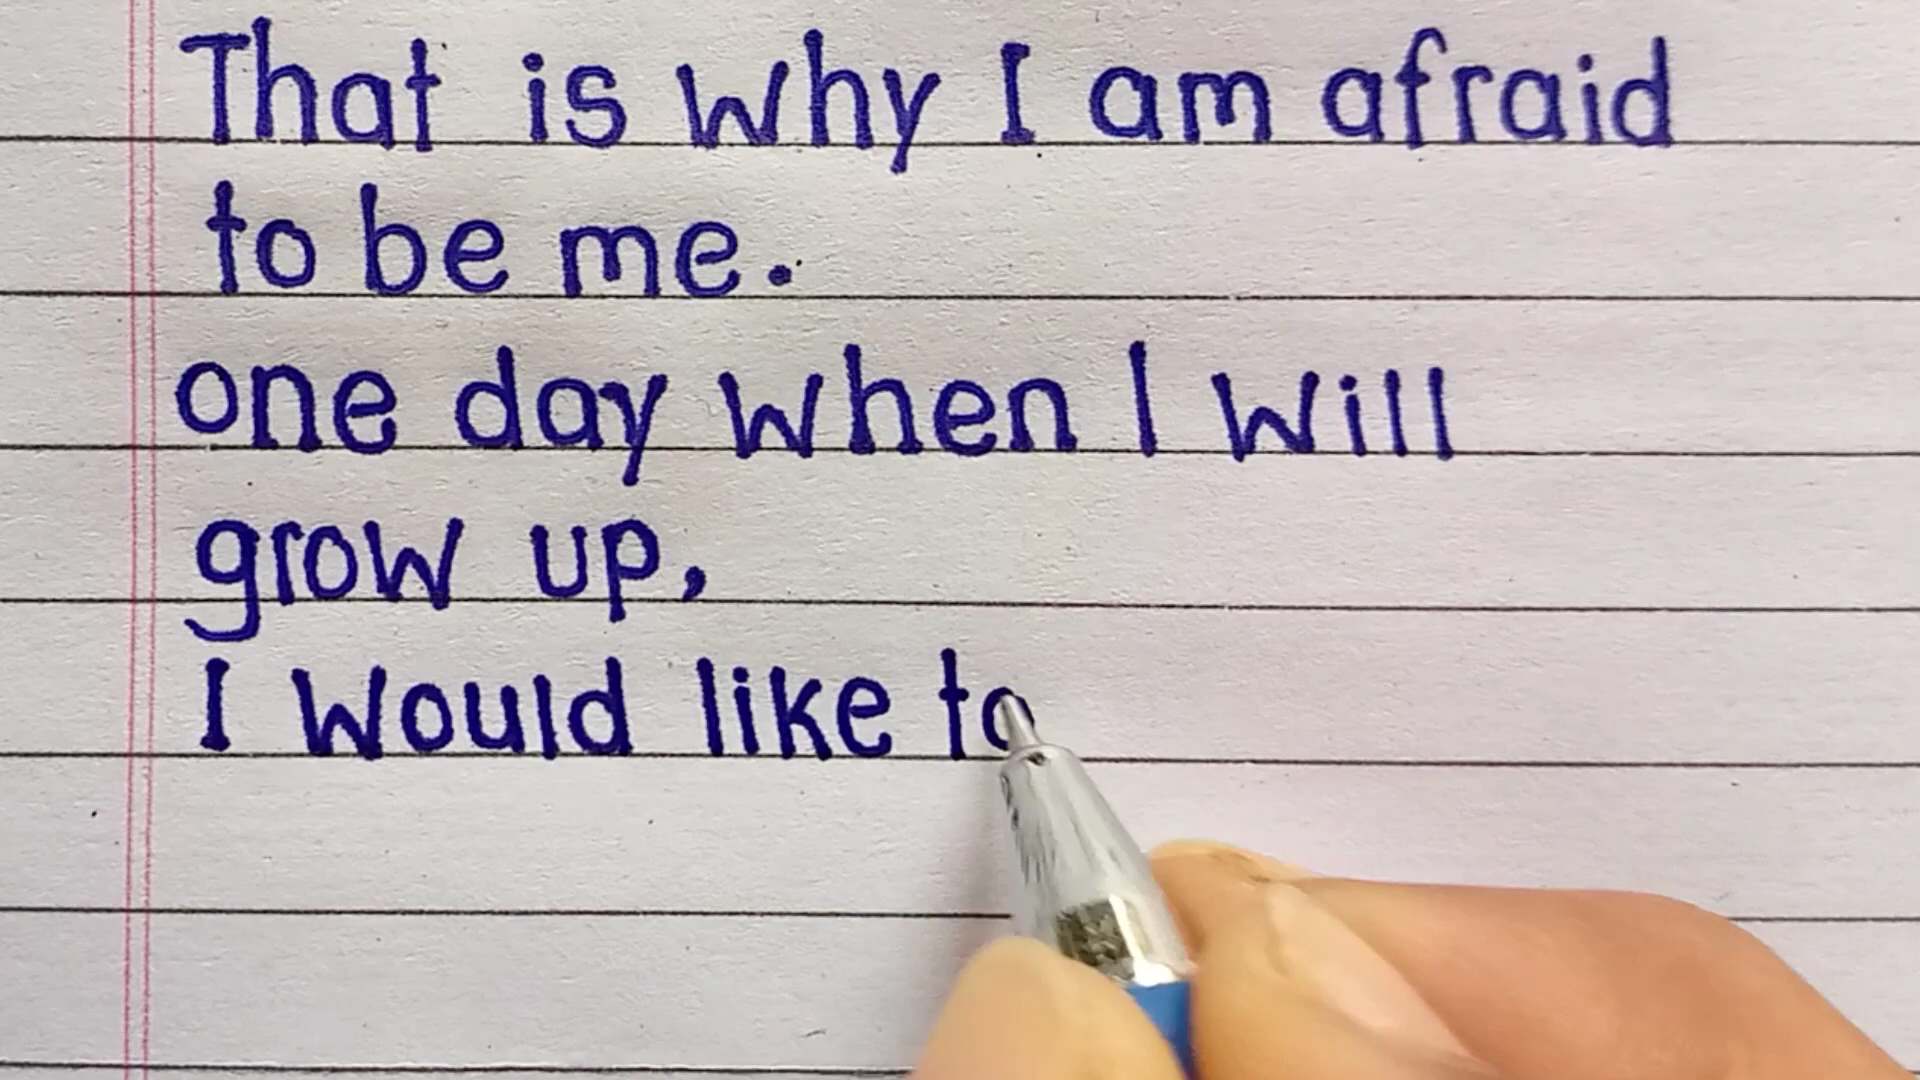 That is why I am afraid
to be me.
one day when I will
grow up,
I would like to